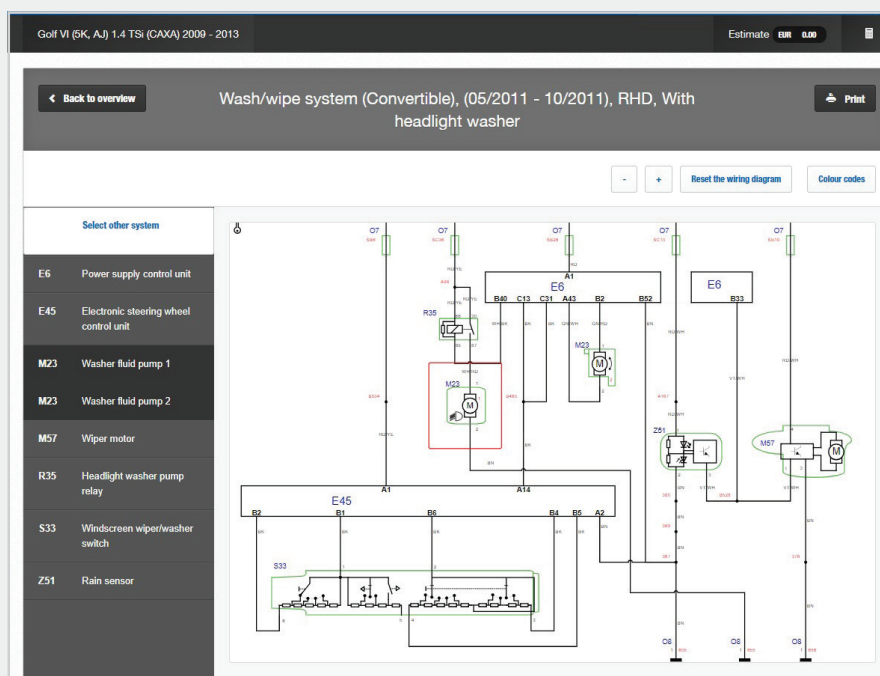 Golf VI (5K, AJ) 1.4 TSi (CAXA) 2009 - 2013
Estimate EUR 0.00
Back to overview
Wash/wipe system (Convertible), (05/2011 - 10/2011), RHD, With
headlight washer
Print
-
+
Reset the wiring diagram
Colour codes
Select other system
E6 Power supply control unit
E45 Electronic steering wheel
control unit
M23 Washer fluid pump 1
M23 Washer fluid pump 2
M57 Wiper motor
R35 Headlight washer pump
relay
S33 Windscreen wiper/washer
switch
Z51 Rain sensor
O7 O7 O7 O7 O7
A1
E6 E6
B40 C13 C31 A43 B2 B52 B33
R35
M23
M
M23
M
Z51
M57
M
A1 A14
E45
B2 B1 B6 B4 B5 A2
S33
O8 O8 O8